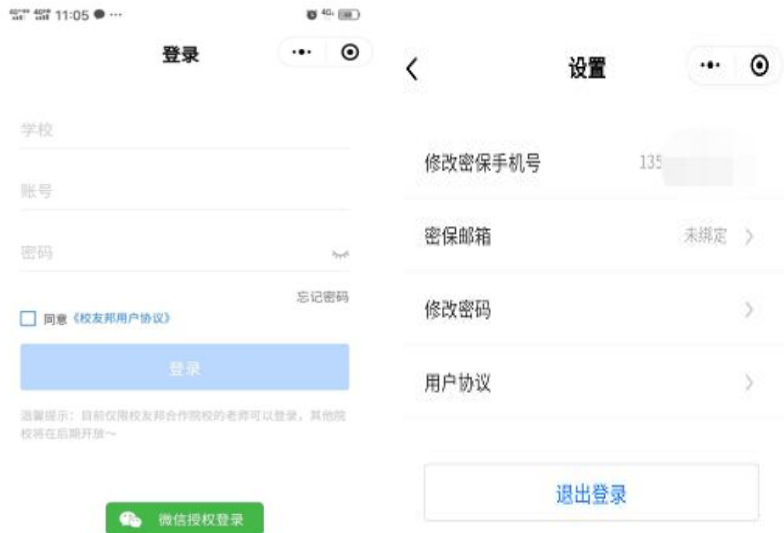 11:05
4G
登录
学校
账号
密码
忘记密码
同意《校友邦用户协议》
登录
温馨提示：目前仅限校友邦合作院校的老师可以登录，其他院
校将在后期开放～
微信授权登录
设置
修改密保手机号 135
密保邮箱 未绑定
修改密码
用户协议
退出登录